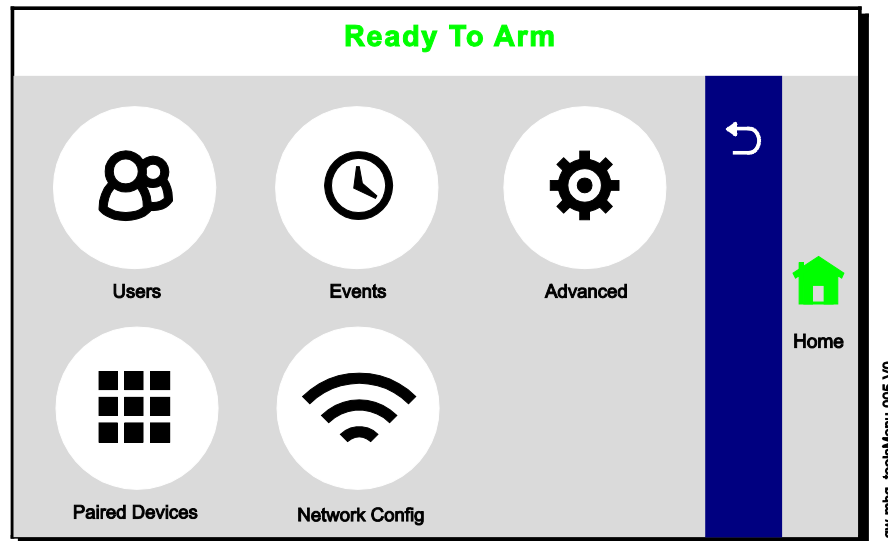 Ready To Arm
Users
Events
Advanced
Home
Paired Devices
Network Config